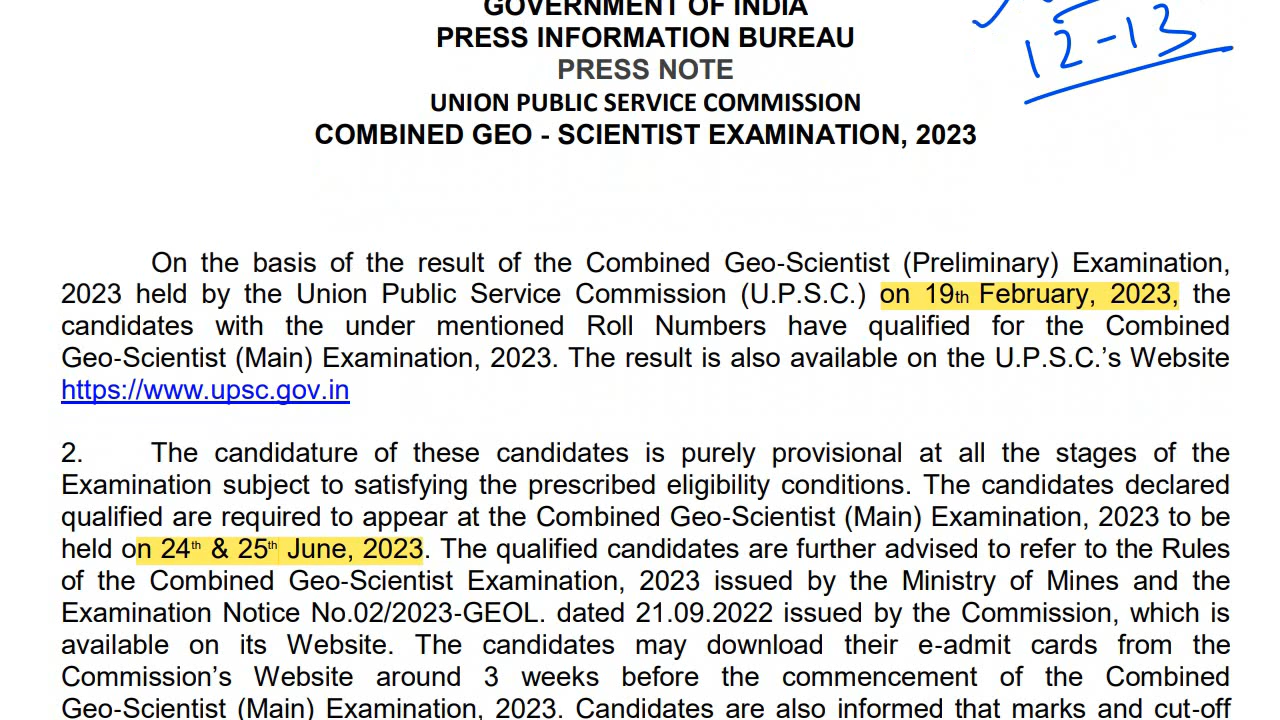 GOVERNMENT OF INDIA
PRESS INFORMATION BUREAU
PRESS NOTE
UNION PUBLIC SERVICE COMMISSION
COMBINED GEO - SCIENTIST EXAMINATION, 2023
12-13
On the basis of the result of the Combined Geo-Scientist (Preliminary) Examination,
2023 held by the Union Public Service Commission (U.P.S.C.) on 19th February, 2023, the
candidates with the under mentioned Roll Numbers have qualified for the Combined
Geo-Scientist (Main) Examination, 2023. The result is also available on the U.P.S.C.'s Website
https://www.upsc.gov.in
2. The candidature of these candidates is purely provisional at all the stages of the
Examination subject to satisfying the prescribed eligibility conditions. The candidates declared
qualified are required to appear at the Combined Geo-Scientist (Main) Examination, 2023 to be
held on 24th & 25th June, 2023. The qualified candidates are further advised to refer to the Rules
of the Combined Geo-Scientist Examination, 2023 issued by the Ministry of Mines and the
Examination Notice No.02/2023-GEOL. dated 21.09.2022 issued by the Commission, which is
available on its Website. The candidates may download their e-admit cards from the
Commission's Website around 3 weeks before the commencement of the Combined
Geo-Scientist (Main) Examination, 2023. Candidates are also informed that marks and cut-off